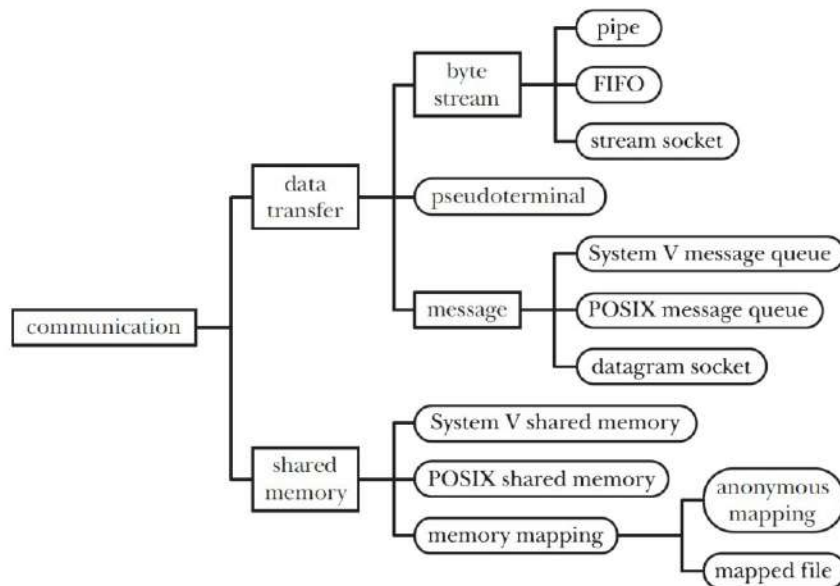 pipe
byte
stream
FIFO
stream socket
data
transfer
pseudoterminal
System V message queue
communication
message
POSIX message queue
datagram socket
System V shared memory
shared
memory
POSIX shared memory
anonymous
mapping
memory mapping
mapped file